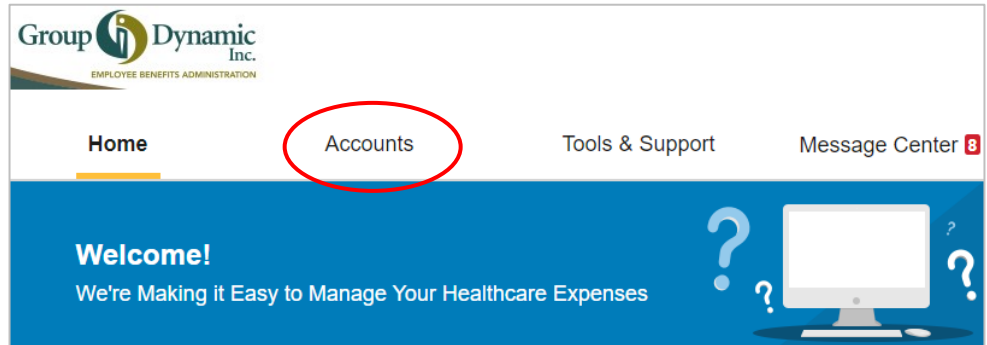 Group Dynamic
Inc.
EMPLOYEE BENEFITS ADMINISTRATION
Home Accounts Tools & Support Message Center 8
Welcome!
We're Making it Easy to Manage Your Healthcare Expenses
? ? ? ?